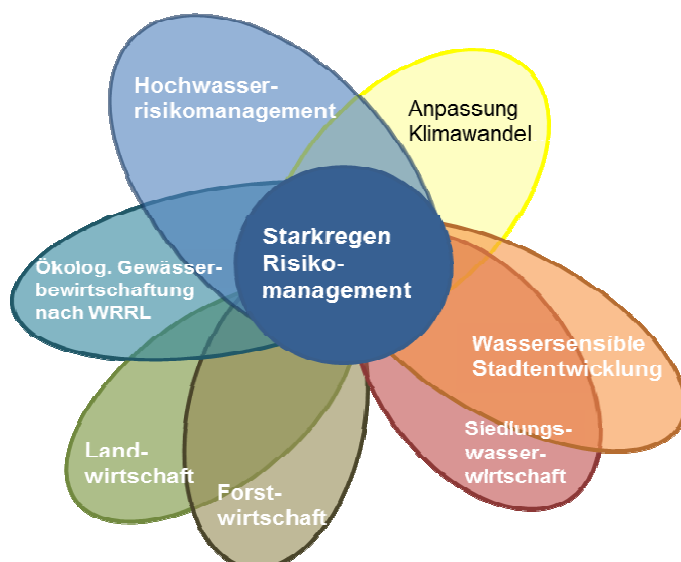 Hochwasser-
risikomanagement
Anpassung
Klimawandel
Starkregen
Risiko-
management
Ökolog. Gewässer-
bewirtschaftung
nach WRRL
Wassersensible
Stadtentwicklung
Siedlungs-
wasser-
wirtschaft
Land-
wirtschaft
Forst-
wirtschaft